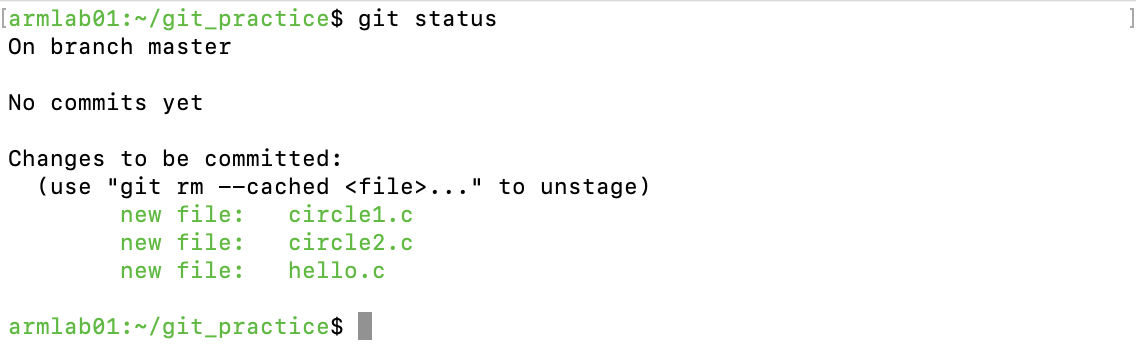 [armlab01:~/git_practice$ git status]
On branch master
No commits yet
Changes to be committed:
(use "git rm --cached <file>..." to unstage)
new file: circle1.c
new file: circle2.c
new file: hello.c
armlab01:~/git_practice$